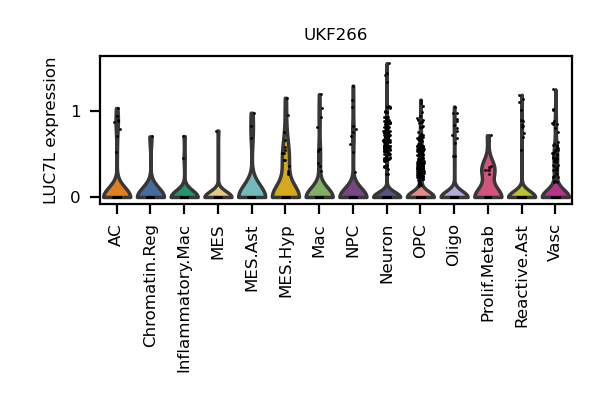 UKF266
LUC7L expression
1
0
AC
Chromatin.Reg
Inflammatory.Mac
MES
MES.Ast
MES.Hyp
Mac
NPC
Neuron
OPC
Oligo
Prolif.Metab
Reactive.Ast
Vasc